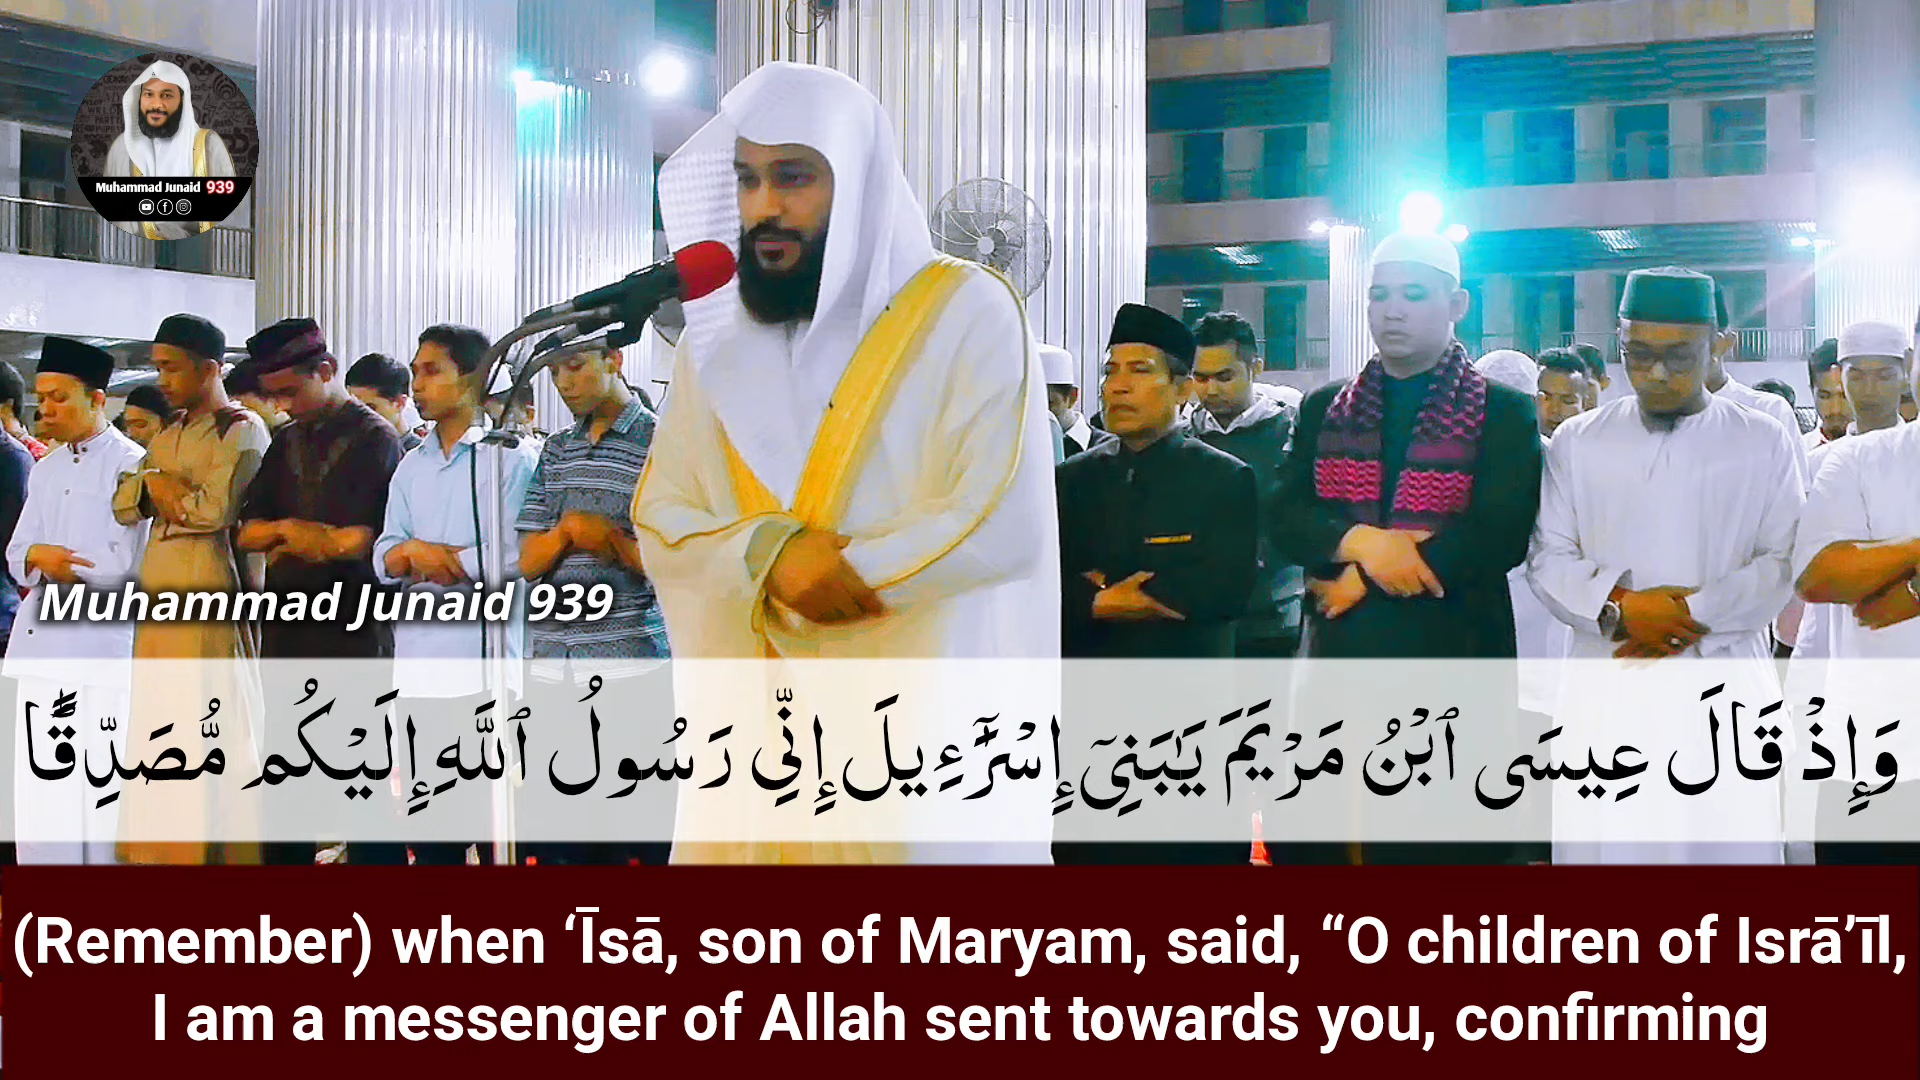 Muhammad Junaid 939
Muhammad Junaid 939
وَإِذْ قَالَ عِيسَى ٱبْنُ مَرْيَمَ يَـٰبَنِىٓ إِسْرَٰٓءِيلَ إِنِّى رَسُولُ ٱللَّهِ إِلَيْكُم مُّصَدِّقًا
(Remember) when ‘Īsā, son of Maryam, said, “O children of Isrā’īl,
I am a messenger of Allah sent towards you, confirming